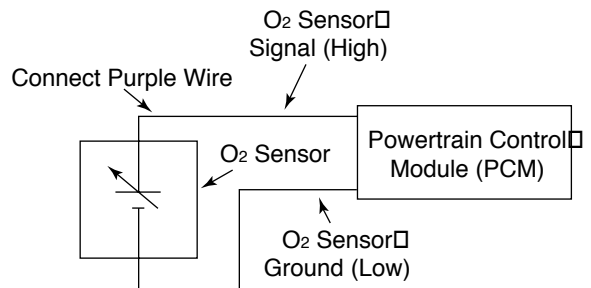 O2 Sensor□
Signal (High)
Connect Purple Wire
Powertrain Control□
Module (PCM)
O2 Sensor
O2 Sensor□
Ground (Low)